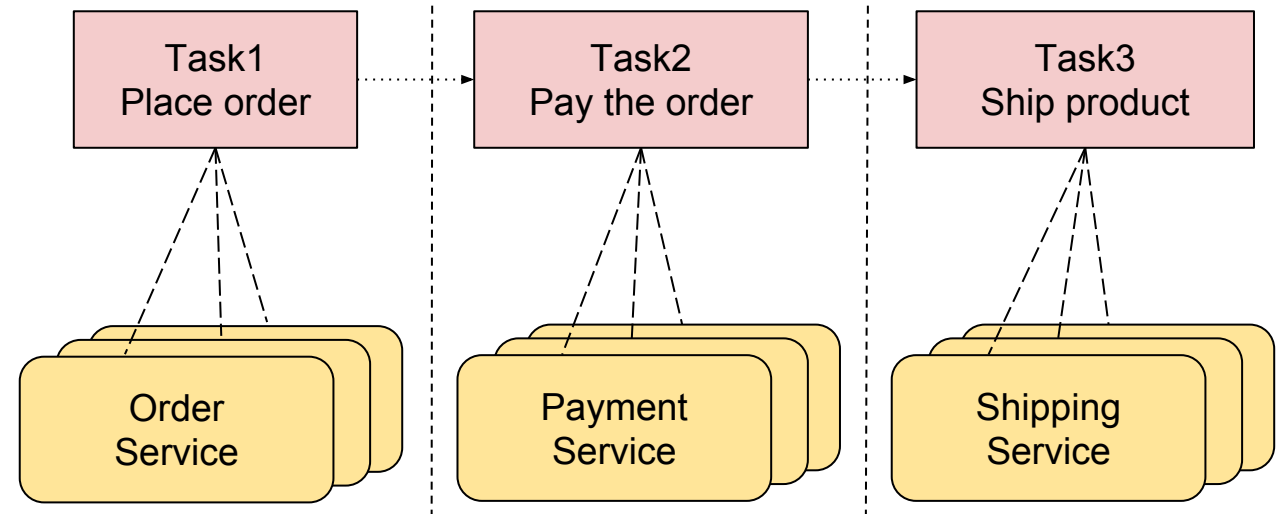 Task1
Place order
Task2
Pay the order
Task3
Ship product
Order
Service
Payment
Service
Shipping
Service